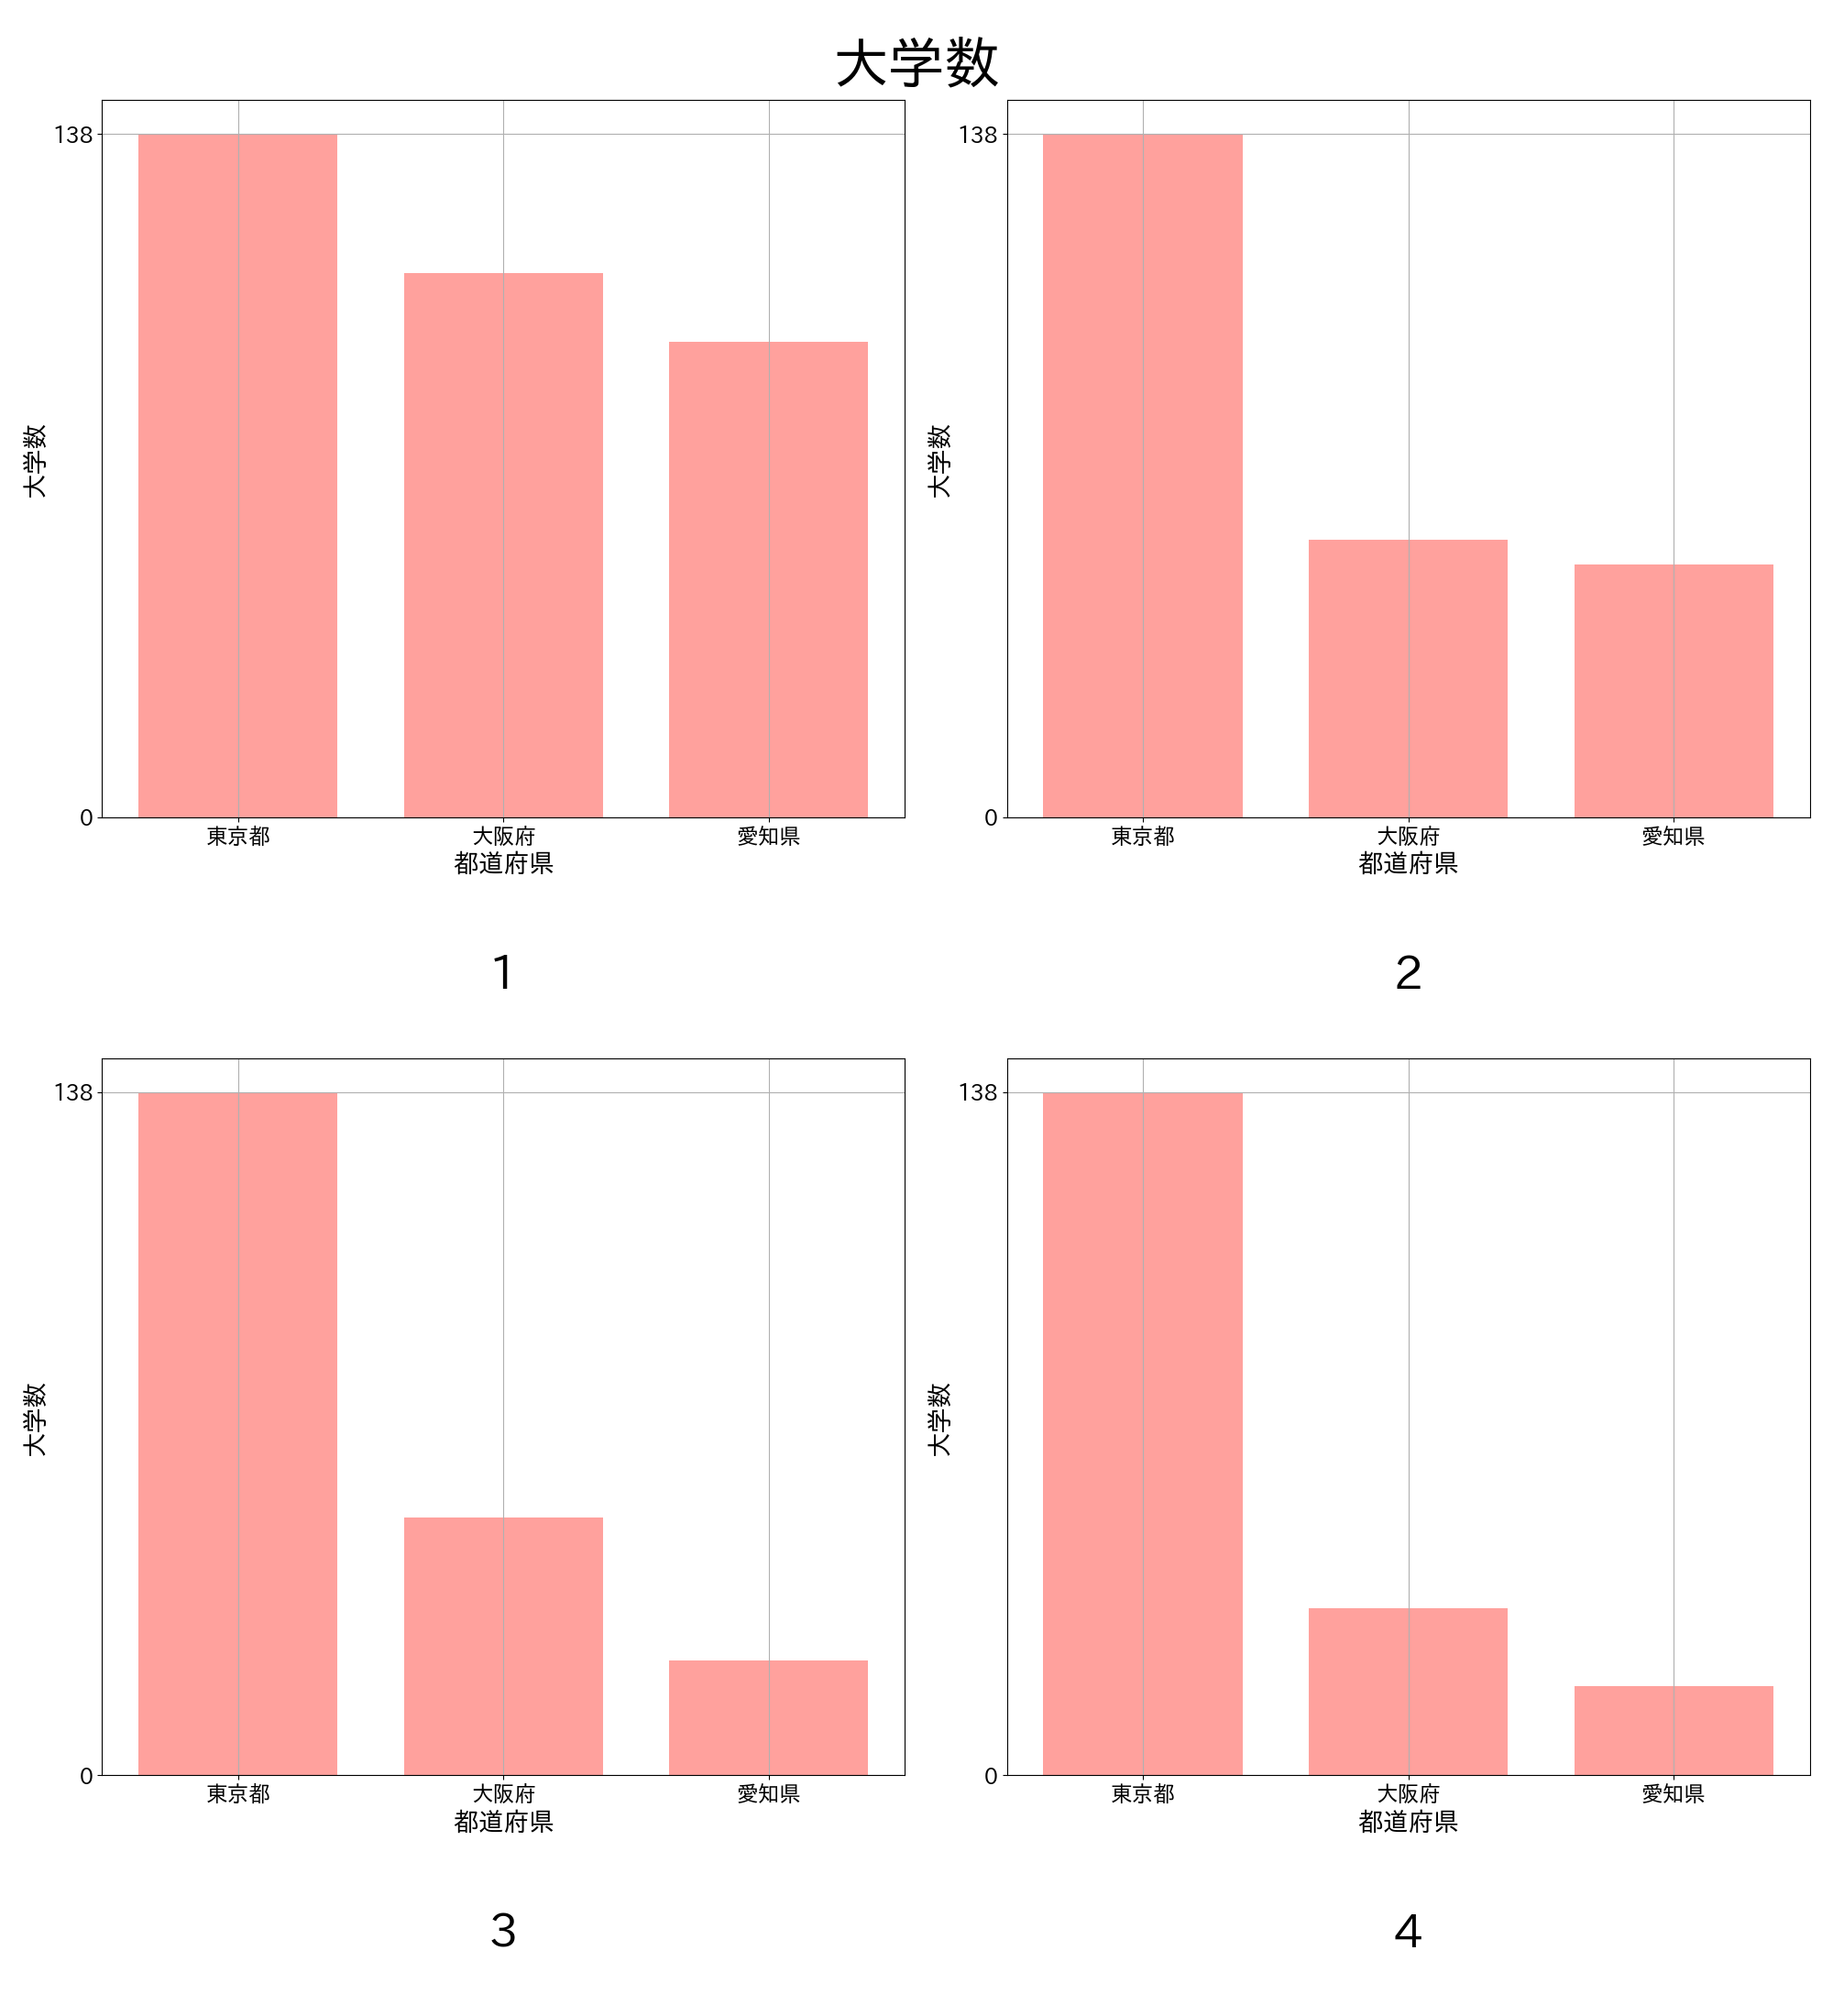 大学数
138
0
大学数
東京都 大阪府 愛知県
都道府県
1
138
0
大学数
東京都 大阪府 愛知県
都道府県
2
138
0
大学数
東京都 大阪府 愛知県
都道府県
3
138
0
大学数
東京都 大阪府 愛知県
都道府県
4